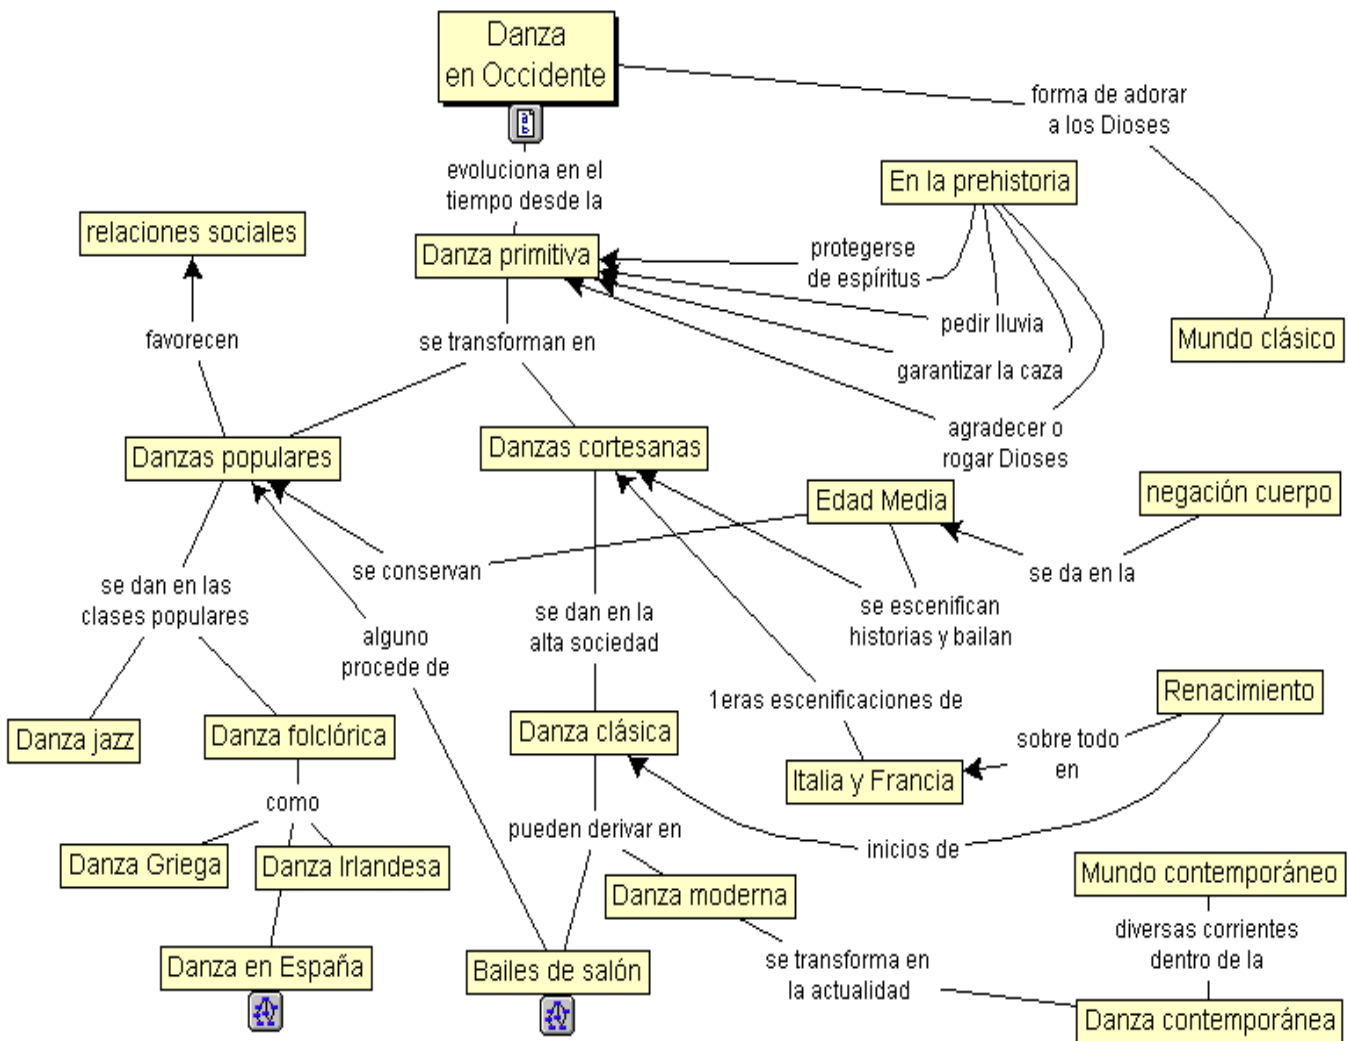 Danza
en Occidente
forma de adorar
a los Dioses
evoluciona en el
tiempo desde la
En la prehistoria
relaciones sociales
Danza primitiva
protegerse
de espíritus
pedir lluvia
Mundo clásico
favorecen
se transforman en
garantizar la caza
agradecer o
rogar Dioses
Danzas populares
Danzas cortesanas
Edad Media
negación cuerpo
se conservan
se da en la
se dan en las
clases populares
se escenifican
historias y bailan
se dan en la
alta sociedad
alguno
procede de
1eras escenificaciones de
Renacimiento
Danza jazz
Danza folclórica
Danza clásica
sobre todo
en
Italia y Francia
como
pueden derivar en
inicios de
Danza Griega
Danza Irlandesa
Danza moderna
Mundo contemporáneo
diversas corrientes
dentro de la
Danza en España
Bailes de salón
se transforma en
la actualidad
Danza contemporánea